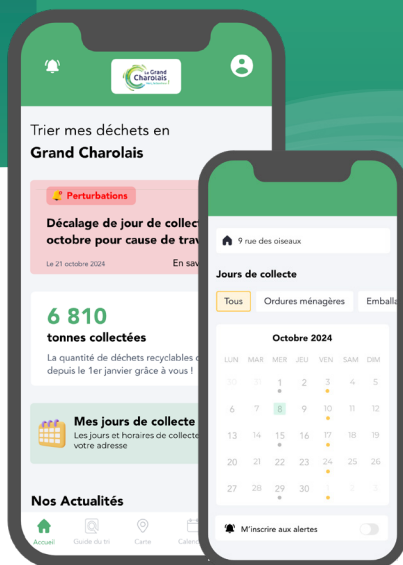 Le Grand
Charolais
Trier mes déchets en
Grand Charolais
Perturbations
Décalage de jour de collec
octobre pour cause de trav
Le 21 octobre 2024
En sav
6 810
tonnes collectées
La quantité de déchets recyclables
depuis le 1er janvier grâce à vous !
Mes jours de collecte
Les jours et horaires de collecte
votre adresse
Nos Actualités
Accueil
Guide du tri
Carte
Calend
9 rue des oiseaux
Jours de collecte
Tous
Ordures ménagères
Emballa
Octobre 2024
LUN MAR MER JEU VEN SAM DIM
1 2 3 4 5
6 7 8 9 10 11 12
13 14 15 16 17 18 19
20 21 22 23 24 25 26
27 28 29 30
M'inscrire aux alertes